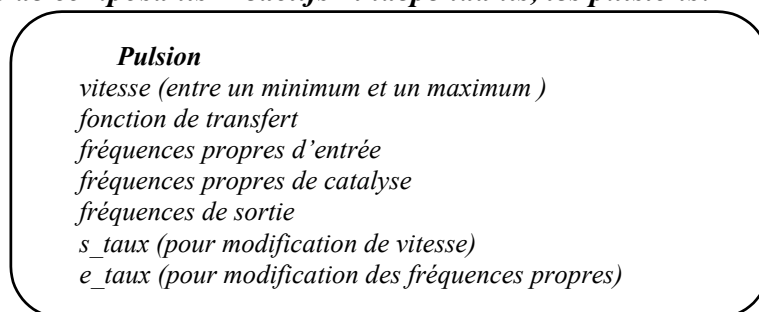 Pulsion
vitesse (entre un minimum et un maximum )
fonction de transfert
fréquences propres d’entrée
fréquences propres de catalyse
fréquences de sortie
s_taux (pour modification de vitesse)
e_taux (pour modification des fréquences propres)